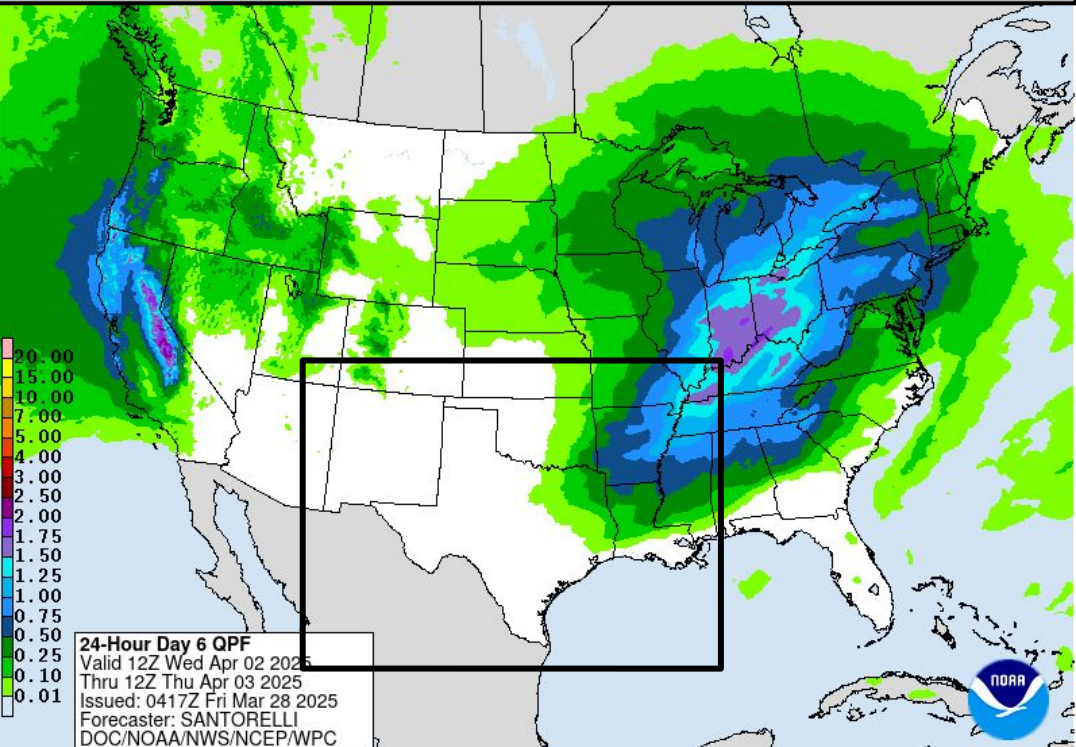 20.00
15.00
10.00
7.00
5.00
4.00
3.00
2.50
2.00
1.75
1.50
1.25
1.00
0.75
0.50
0.25
0.10
0.01
24-Hour Day 6 QPF
Valid 12Z Wed Apr 02 2025
Thru 12Z Thu Apr 03 2025
Issued: 0417Z Fri Mar 28 2025
Forecaster: SANTORELLI
DOC/NOAA/NWS/NCEP/WPC
NOAA